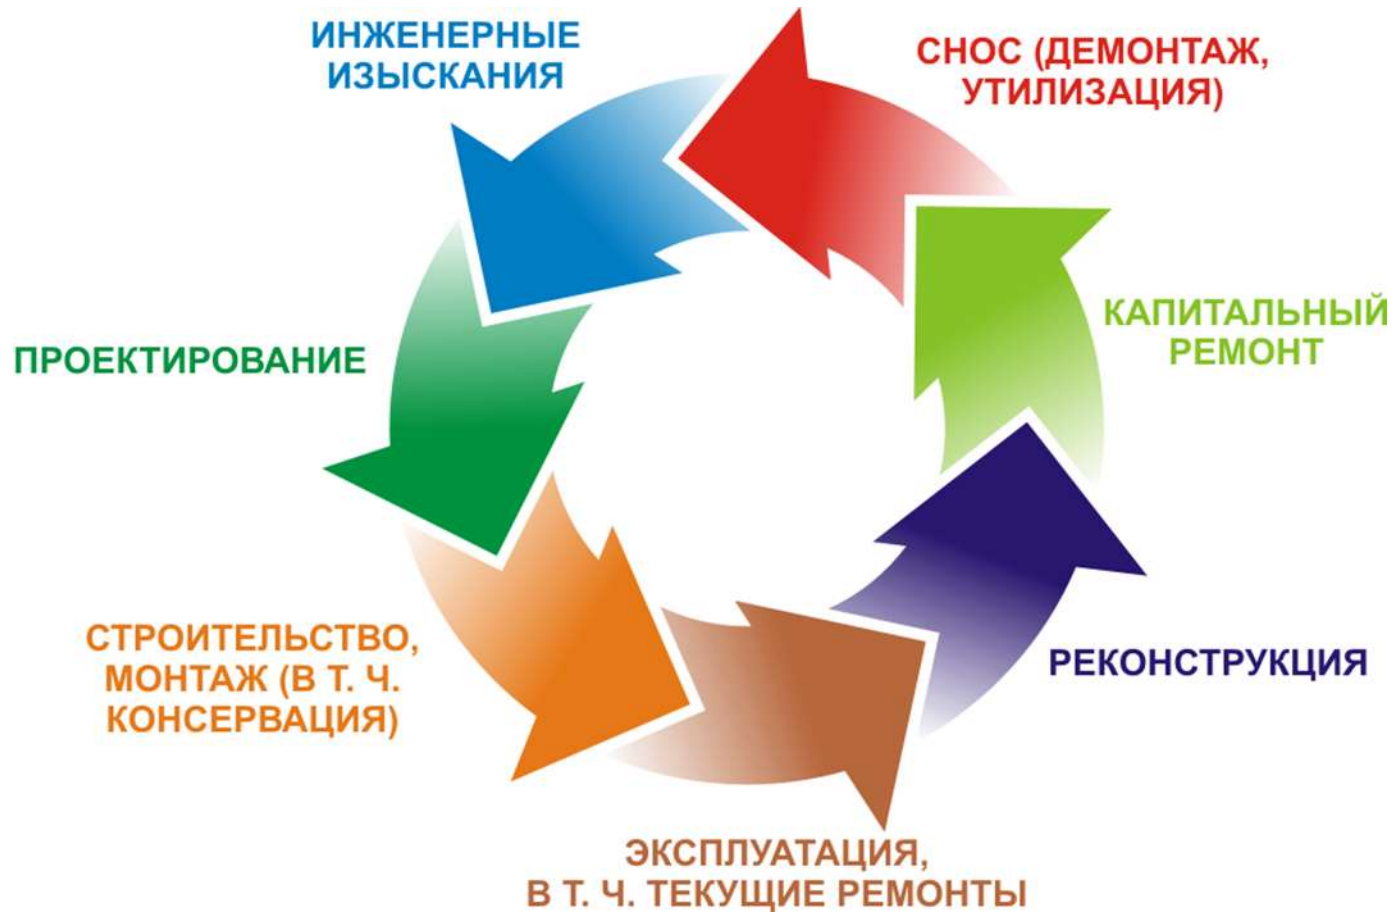 ИНЖЕНЕРНЫЕ
ИЗЫСКАНИЯ
СНОС (ДЕМОНТАЖ,
УТИЛИЗАЦИЯ)
КАПИТАЛЬНЫЙ
РЕМОНТ
ПРОЕКТИРОВАНИЕ
СТРОИТЕЛЬСТВО,
МОНТАЖ (В Т. Ч.
КОНСЕРВАЦИЯ)
РЕКОНСТРУКЦИЯ
ЭКСПЛУАТАЦИЯ,
В Т. Ч. ТЕКУЩИЕ РЕМОНТЫ